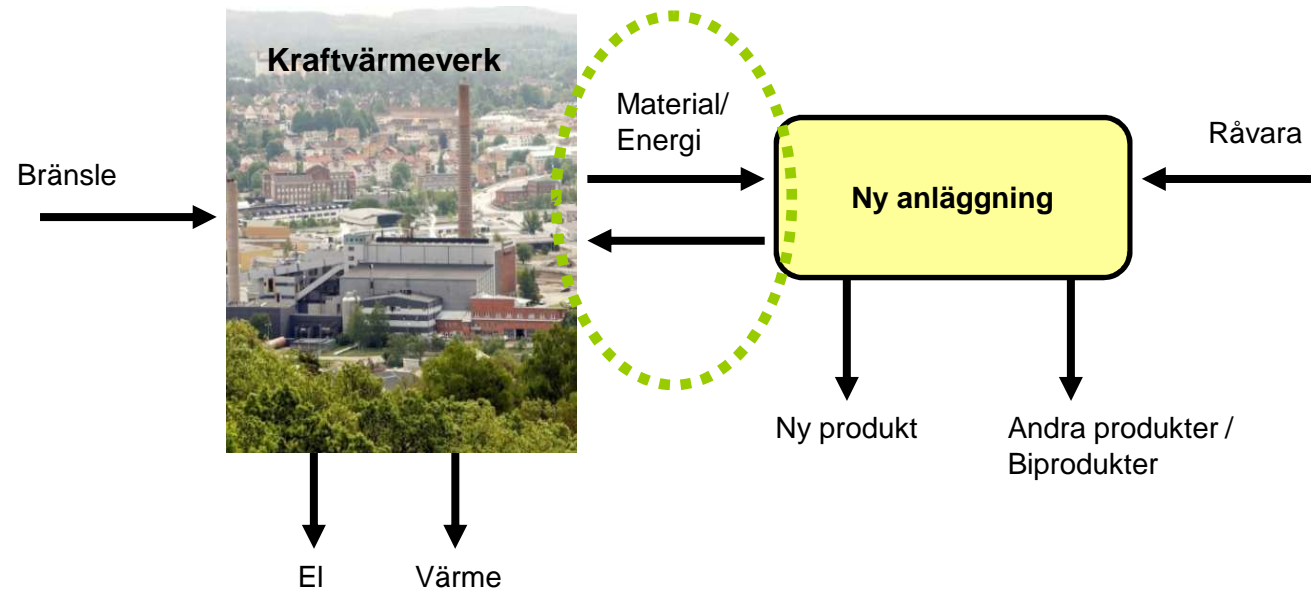 Kraftvärmeverk
Material/
Energi
Råvara
Bränsle
Ny anläggning
Ny produkt
Andra produkter /
Biprodukter
El
Värme